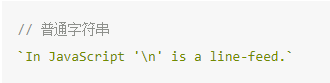 // 普通字符串
`In JavaScript '\n' is a line-feed.`